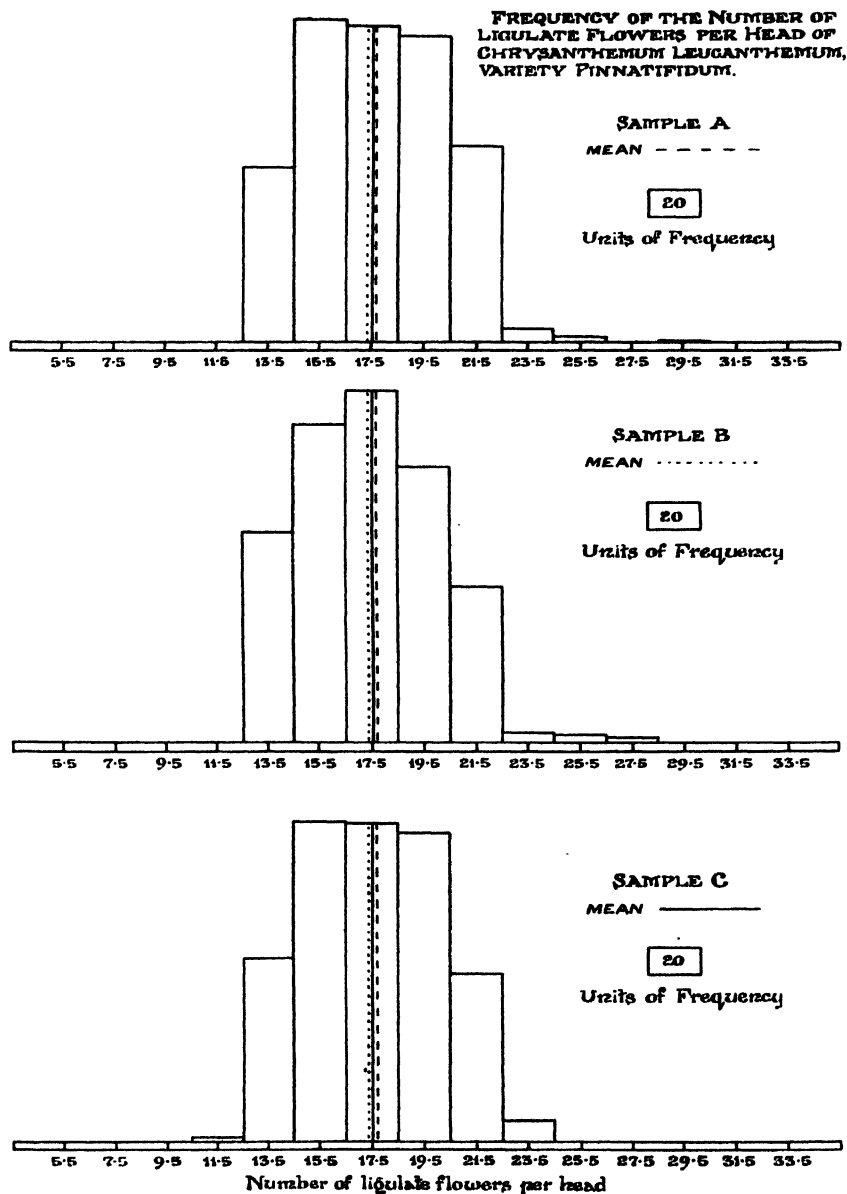 FREQUENCY OF THE NUMBER OF
LIGULATE FLOWERS PER HEAD OF
CHRYSANTHEMUM LEUCANTHEMUM,
VARIETY PINNATIFIDUM.
SAMPLE A
MEAN
20
Units of Frequency
5·5 7·5 9·5 11·5 13·5 15·5 17·5 19·5 21·5 23·5 25·5 27·5 29·5 31·5 33·5
SAMPLE B
MEAN
20
Units of Frequency
5·5 7·5 9·5 11·5 13·5 15·5 17·5 19·5 21·5 23·5 25·5 27·5 29·5 31·5 33·5
SAMPLE C
MEAN
20
Units of Frequency
5·5 7·5 9·5 11·5 13·5 15·5 17·5 19·5 21·5 23·5 25·5 27·5 29·5 31·5 33·5
Number of ligulate flowers per head